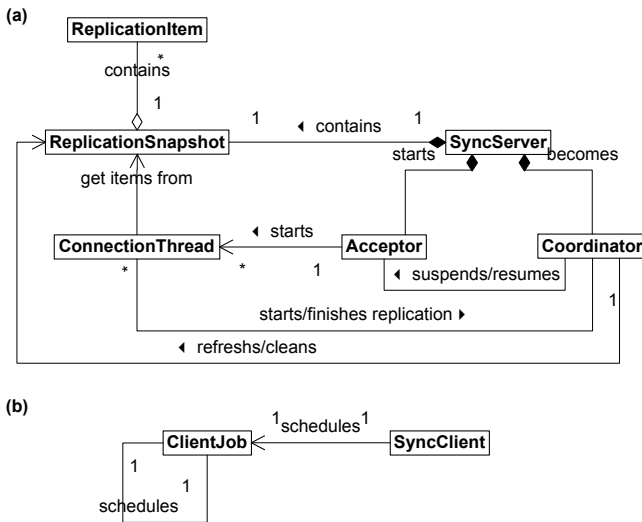 (a)
ReplicationItem
*
contains
1
ReplicationSnapshot
1
◄ contains
1
SyncServer
starts
becomes
get items from
ConnectionThread
◄ starts
Acceptor
Coordinator
*
*
1
◄ suspends/resumes
1
starts/finishes replication ►
◄ refreshs/cleans
(b)
ClientJob
1
schedules
1
SyncClient
1
1
schedules